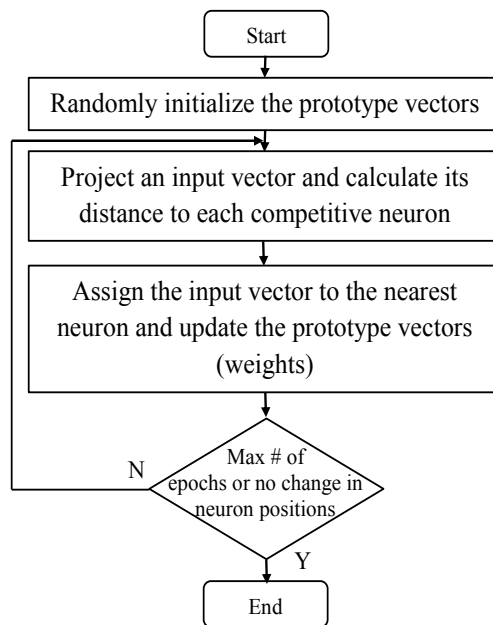 Start
Randomly initialize the prototype vectors
Project an input vector and calculate its
distance to each competitive neuron
Assign the input vector to the nearest
neuron and update the prototype vectors
(weights)
Max # of
epochs or no change in
neuron positions
N
Y
End